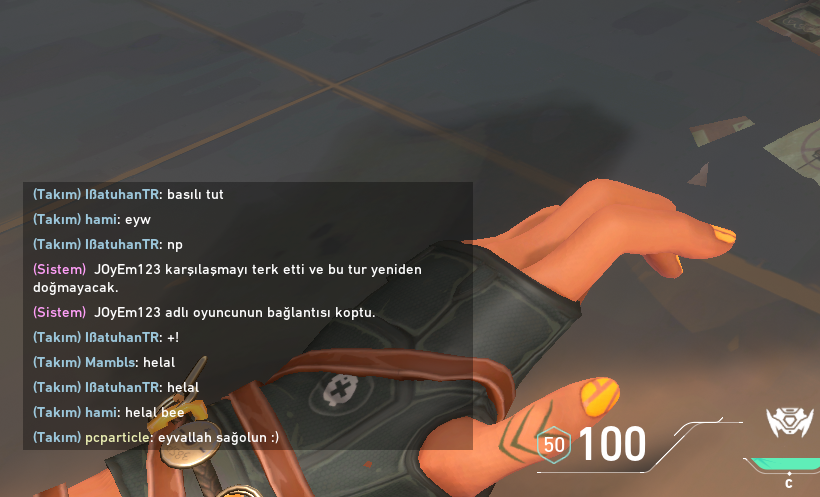 (Takım) IßatuhanTR: basılı tut
(Takım) hami: eyw
(Takım) IßatuhanTR: np
(Sistem) JOyEm123 karşılaşmayı terk etti ve bu tur yeniden
doğmayacak.
(Sistem) JOyEm123 adlı oyuncunun bağlantısı koptu.
(Takım) IßatuhanTR: +!
(Takım) Mambls: helal
(Takım) IßatuhanTR: helal
(Takım) hami: helal bee
(Takım) pcparticle: eyvallah sağolun :)
50 100
C